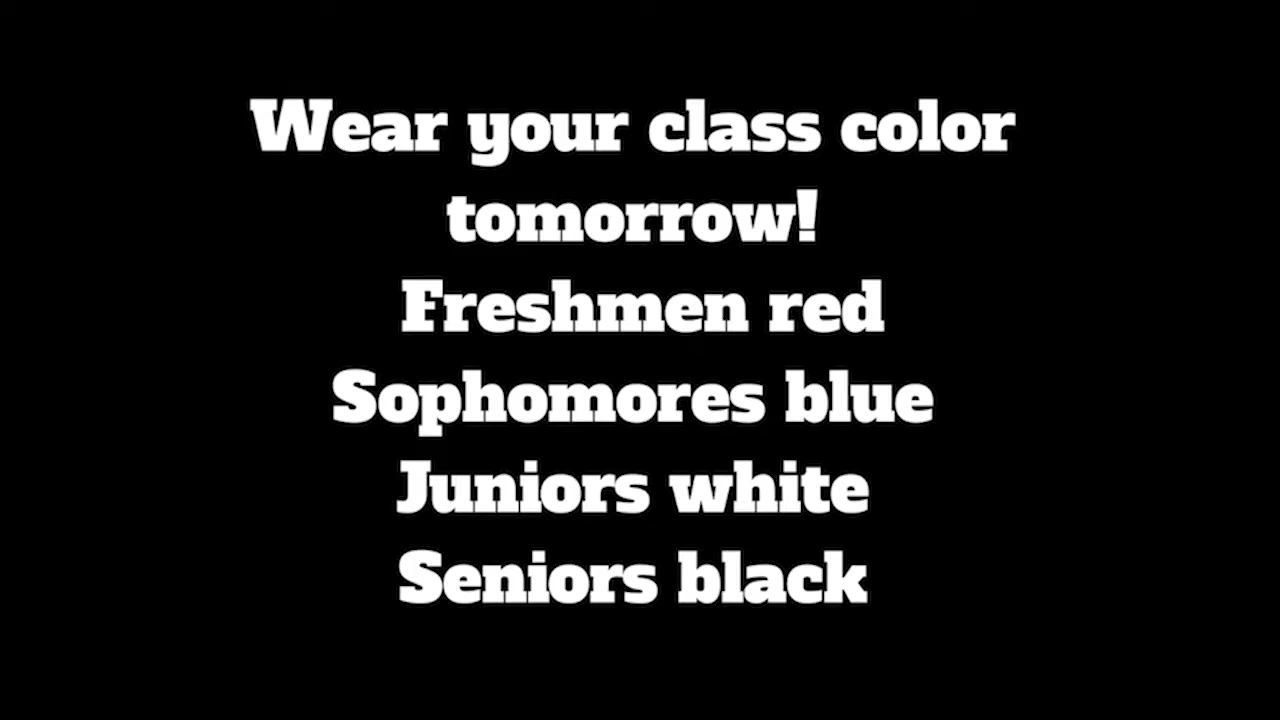 Wear your class color
tomorrow!
Freshmen red
Sophomores blue
Juniors white
Seniors black